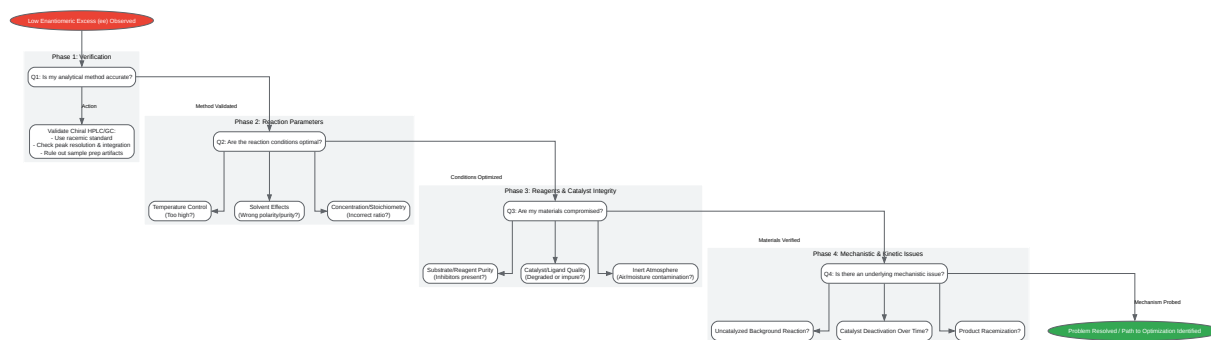 Low Enantiomeric Excess (ee) Observed
Phase 1: Verification
Q1: Is my analytical method accurate?
Action
Validate Chiral HPLC/GC:
- Use racemic standard
- Check peak resolution & integration
- Rule out sample prep artifacts
Method Validated
Phase 2: Reaction Parameters
Q2: Are the reaction conditions optimal?
Temperature Control
(Too high?)
Solvent Effects
(Wrong polarity/purity?)
Concentration/Stoichiometry
(Incorrect ratio?)
Conditions Optimized
Phase 3: Reagents & Catalyst Integrity
Q3: Are my materials compromised?
Substrate/Reagent Purity
(Inhibitors present?)
Catalyst/Ligand Quality
(Degraded or impure?)
Inert Atmosphere
(Air/moisture contamination?)
Materials Verified
Phase 4: Mechanistic & Kinetic Issues
Q4: Is there an underlying mechanistic issue?
Uncatalyzed Background Reaction?
Catalyst Deactivation Over Time?
Product Racemization?
Mechanism Probed
Problem Resolved / Path to Optimization Identified